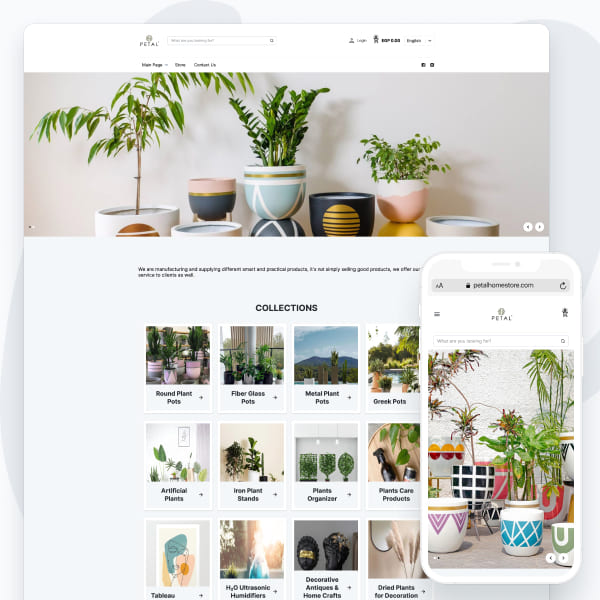 PETAL
What are you looking for?
Login
EGP 0.00
English
Main Page
Store
Contact Us
We are manufacturing and supplying different smart and practical products, it's not simply selling good products, we offer our
service to clients as well.
COLLECTIONS
Round Plant
Pots
Fiber Glass
Pots
Metal Plant
Pots
Greek Pots
Artificial
Plants
Iron Plant
Stands
Plants
Organizer
Plants Care
Products
Tableau
H₂O Ultrasonic
Humidifiers
Decorative
Antiques &
Home Crafts
Dried Plants
for Decoration
AA
petalhomestore.com
PETAL
What are you looking for?